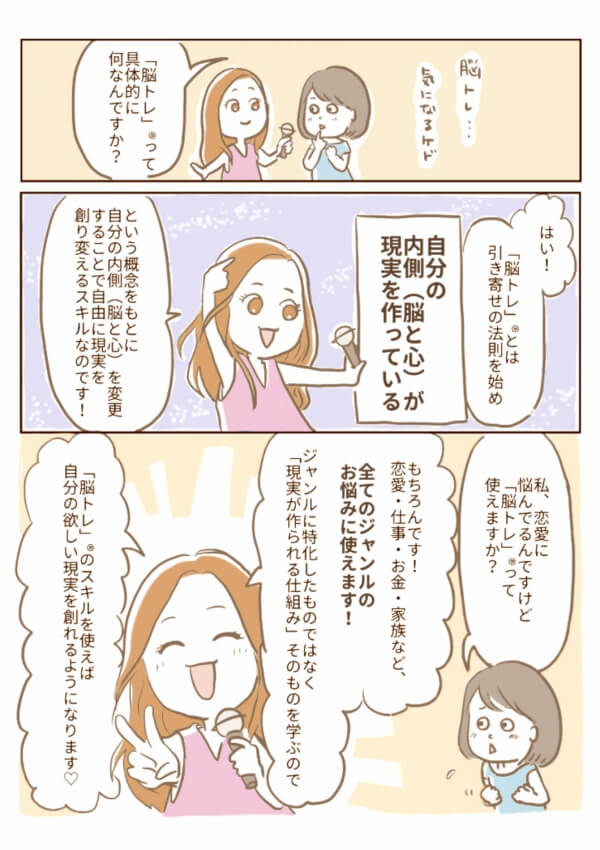 脳トレ…
気になるケド
「脳トレ」®って
具体的に
何なんですか？
はい！
「脳トレ」®とは
引き寄せの法則を始め
自分の
内側（脳と心）が
現実を作っている
という概念をもとに
自分の内側（脳と心）を変更
することで自由に現実を
創り変えるスキルなのです！
私、恋愛に
悩んでるんですけど
「脳トレ」®って
使えますか？
もちろんです！
恋愛・仕事・お金・家族など、
全てのジャンルの
お悩みに使えます！
ジャンルに特化したものではなく
「現実が作られる仕組み」そのものを学ぶので
「脳トレ」®のスキルを使えば
自分の欲しい現実を創れるようになります♡